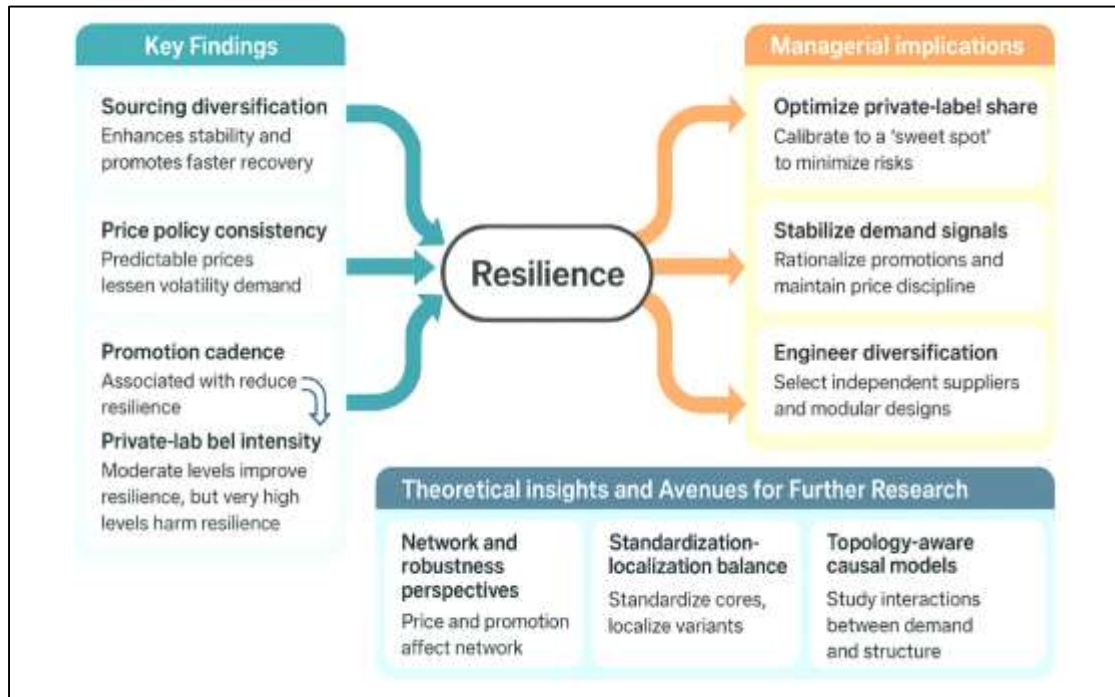 Key Findings
Sourcing diversification
Enhances stability and
promotes faster recovery
Price policy consistency
Predictable prices
lessen volatility demand
Promotion cadence
Associated with reduce
resilience
Private-lab bel intensity
Moderate levels improve
resilience, but very high
levels harm resilience
Resilience
Managerial implications
Optimize private-label share
Calibrate to a 'sweet spot'
to minimize risks
Stabilize demand signals
Rationalize promotions and
maintain price discipline
Engineer diversification
Select independent suppliers
and modular designs
Theoretical insights and Avenues for Further Research
Network and
robustness
perspectives
Price and promotion
affect network
Standardization-
localization balance
Standardize cores,
localize variants
Topology-aware
causal models
Study interactions
between demand
and structure